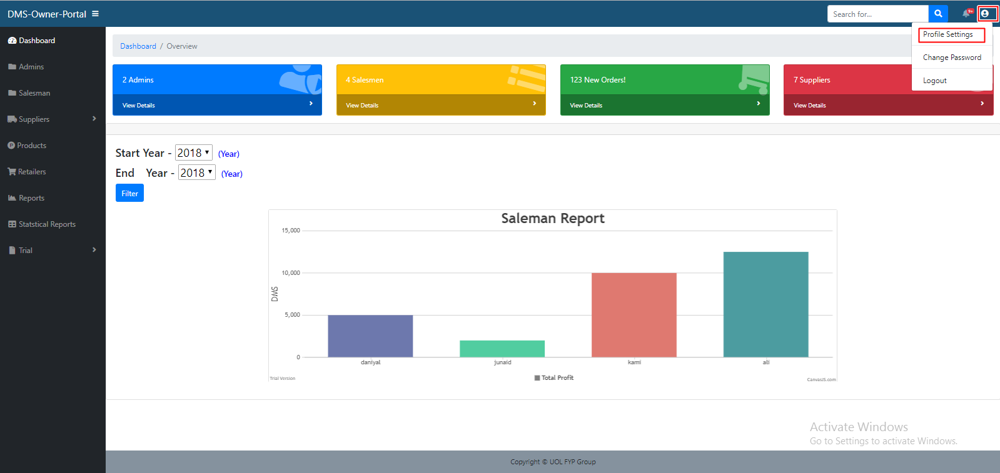 DMS-Owner-Portal
Search for...
9+
Profile Settings
Change Password
Logout
Dashboard
Admins
Salesman
Suppliers
Products
Retailers
Reports
Statstical Reports
Trial
Dashboard / Overview
2 Admins
View Details
4 Salesmen
View Details
123 New Orders!
View Details
7 Suppliers
View Details
Start Year - 2018 (Year)
End Year - 2018 (Year)
Filter
Saleman Report
15,000
10,000
5,000
0
DMS
daniyal
junaid
kami
ali
Total Profit
Trial Version
CanvasJS.com
Activate Windows
Go to Settings to activate Windows.
Copyright © UOL FYP Group